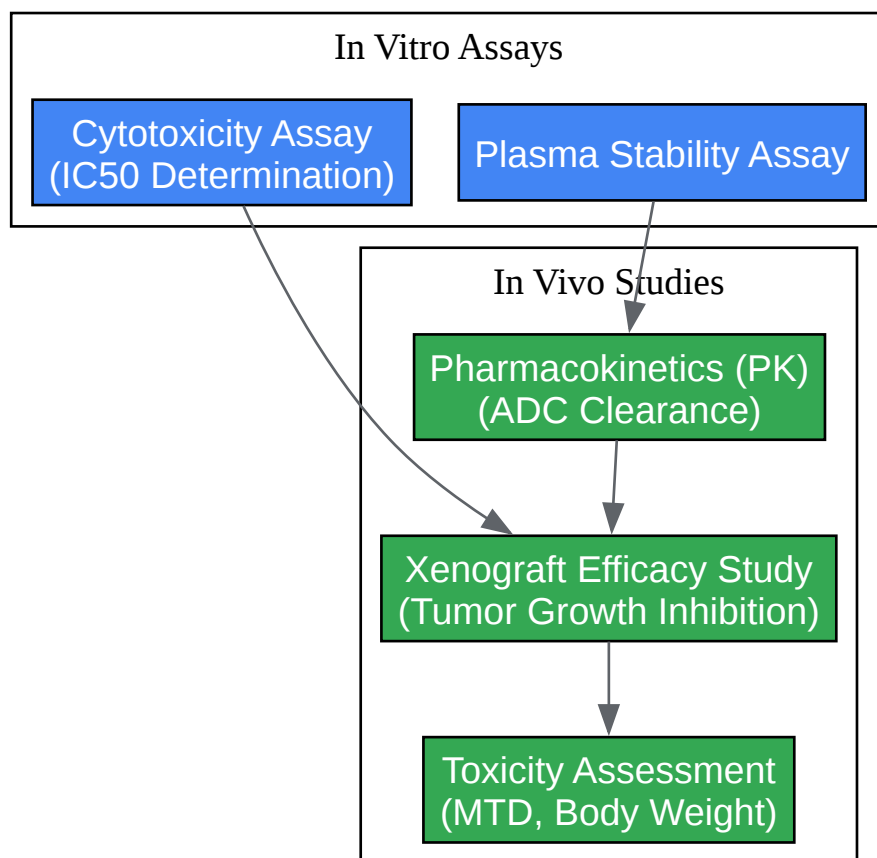 In Vitro Assays
Cytotoxicity Assay
(IC50 Determination)
Plasma Stability Assay
In Vivo Studies
Pharmacokinetics (PK)
(ADC Clearance)
Xenograft Efficacy Study
(Tumor Growth Inhibition)
Toxicity Assessment
(MTD, Body Weight)